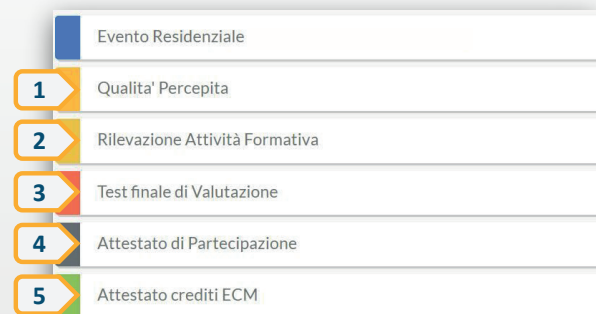 Evento Residenziale
1 Qualita' Percepita
2 Rilevazione Attività Formativa
3 Test finale di Valutazione
4 Attestato di Partecipazione
5 Attestato crediti ECM